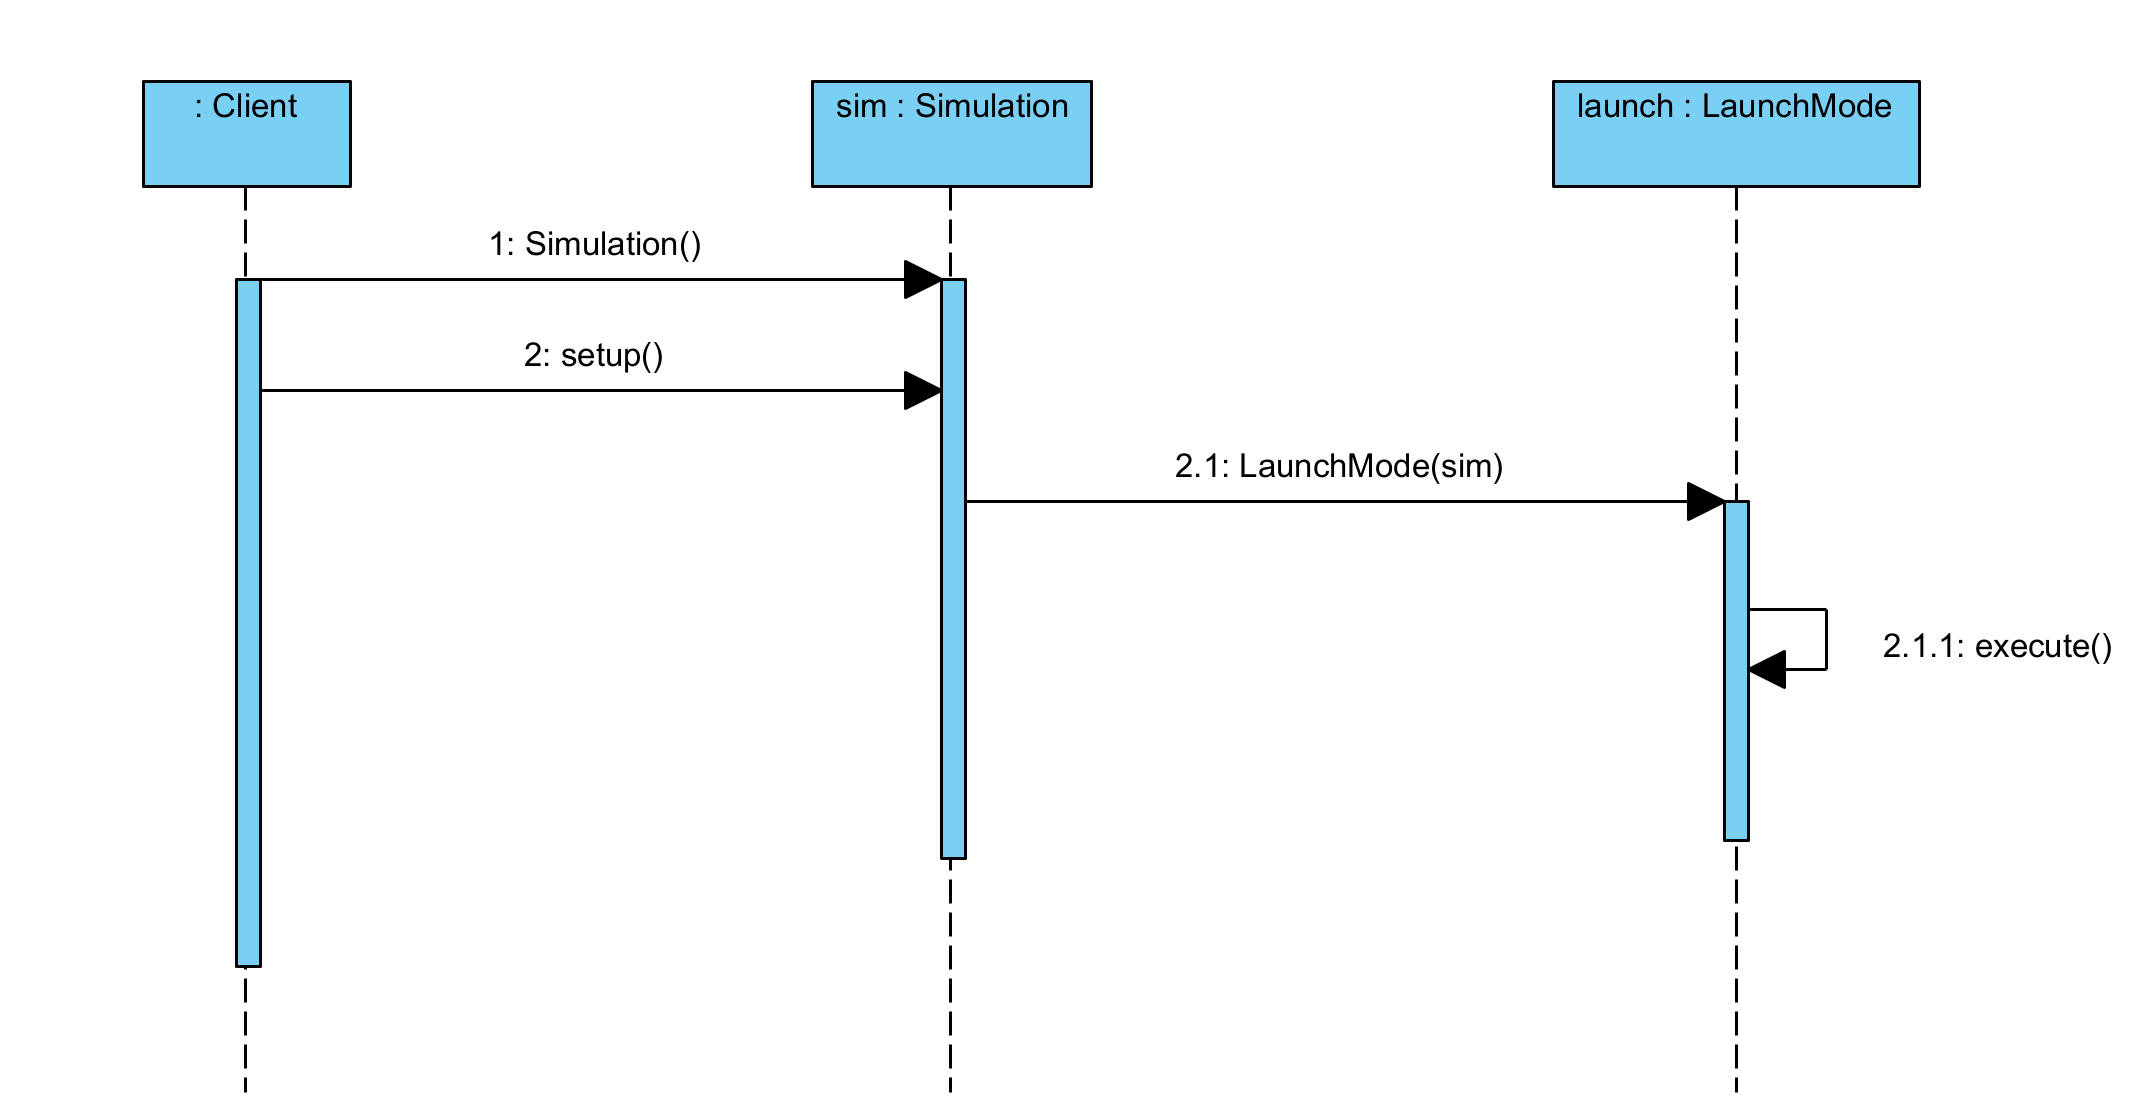 : Client
sim : Simulation
launch : LaunchMode
1: Simulation()
2: setup()
2.1: LaunchMode(sim)
2.1.1: execute()